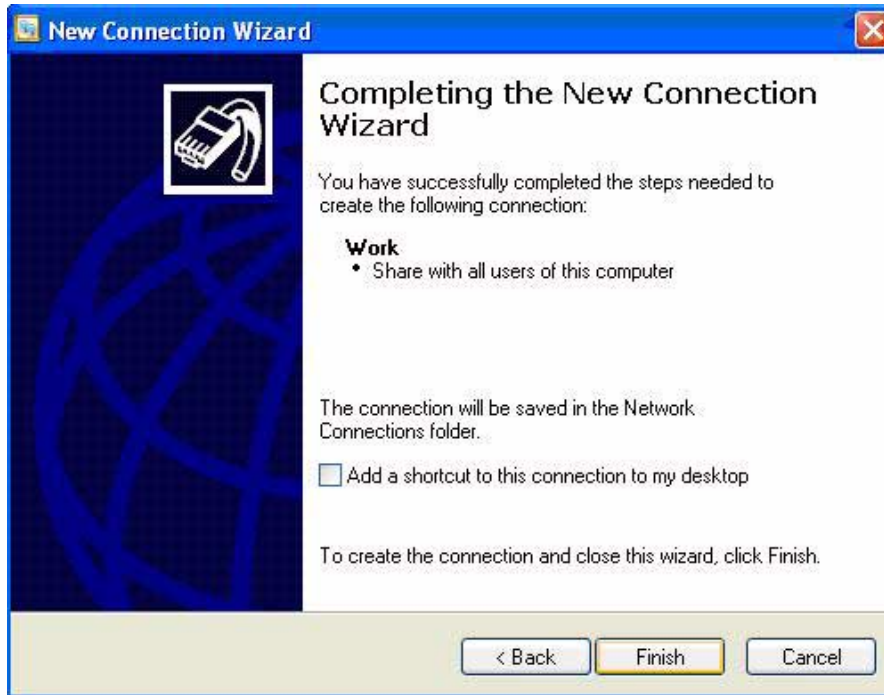 New Connection Wizard
Completing the New Connection
Wizard
You have successfully completed the steps needed to
create the following connection:
Work
• Share with all users of this computer
The connection will be saved in the Network
Connections folder.
Add a shortcut to this connection to my desktop
To create the connection and close this wizard, click Finish.
< Back Finish Cancel